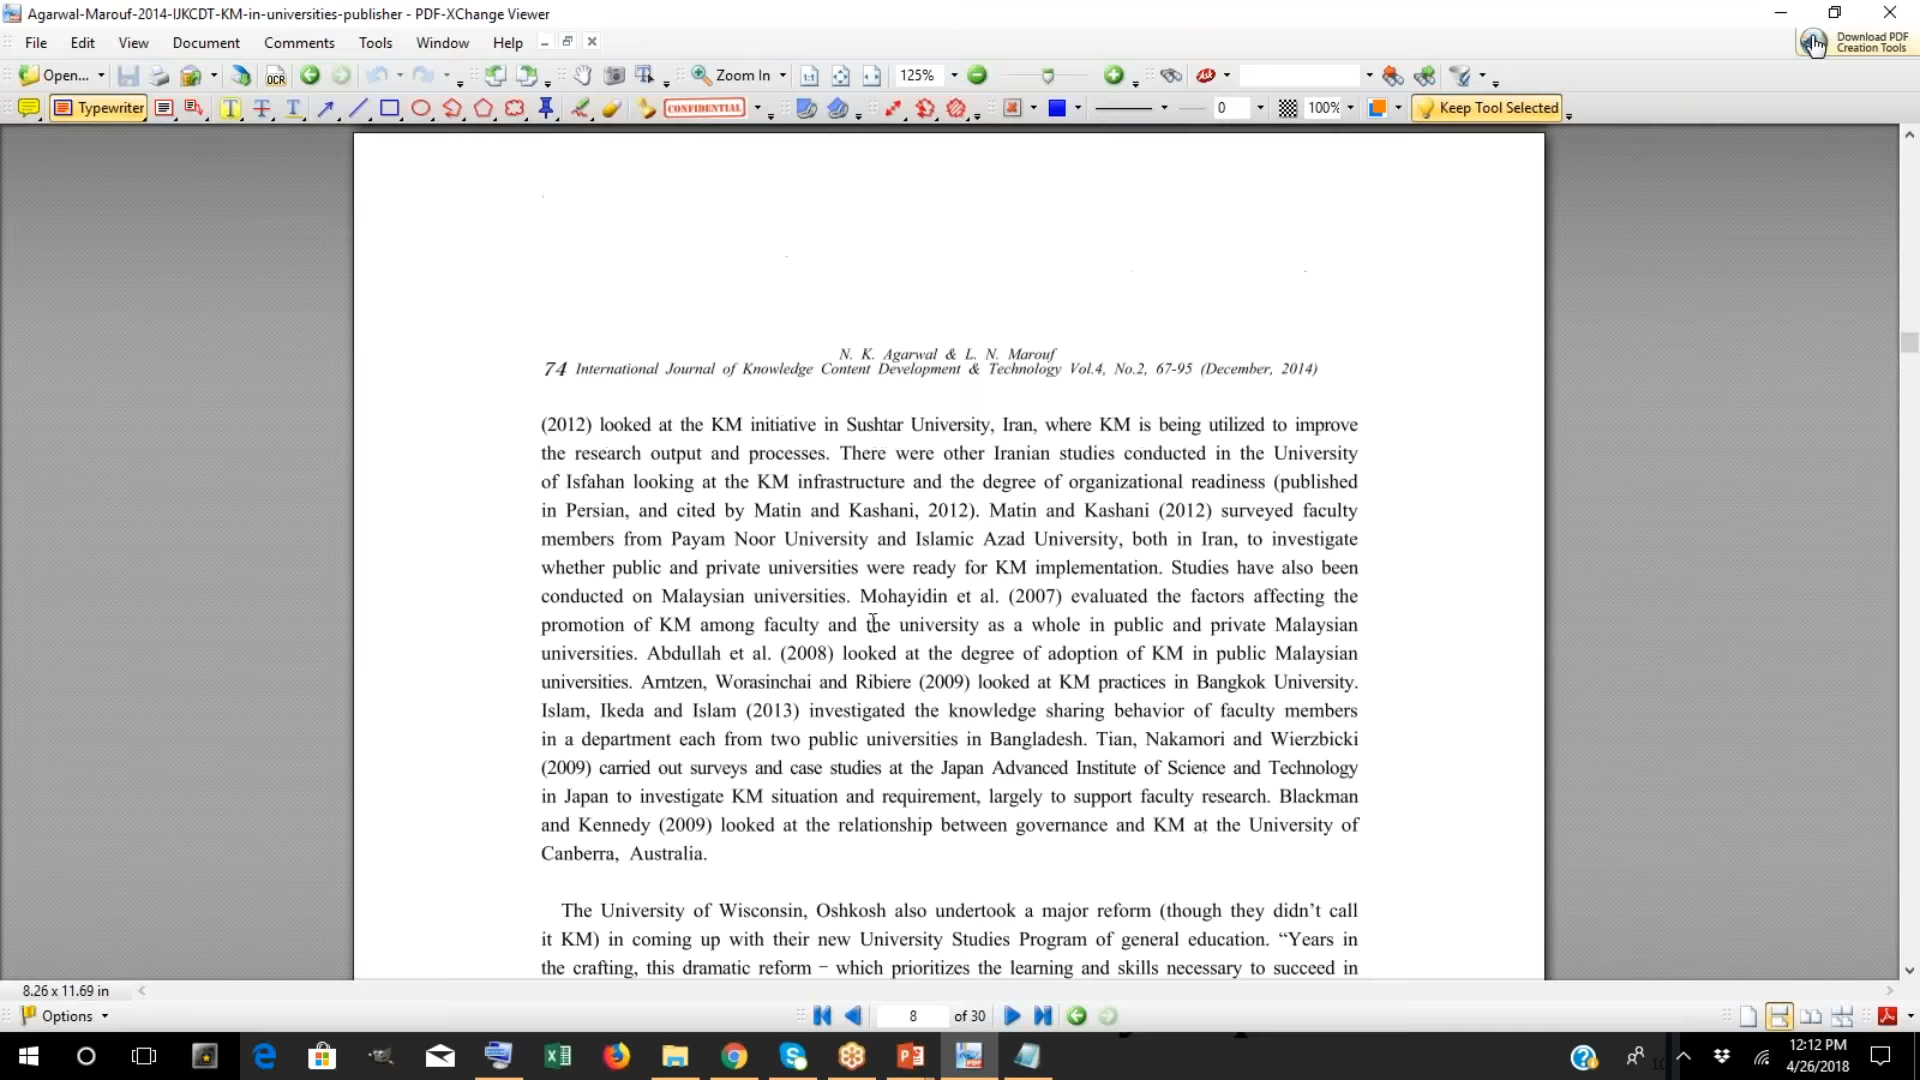 Agarwal-Marouf-2014-IJKCDT-KM-in-universities-publisher - PDF-XChange Viewer
File Edit View Document Comments Tools Window Help
Download PDF
Creation Tools
Open... OCR Zoom In 1:1 125%
Typewriter CONFIDENTIAL 0 100% Keep Tool Selected
N. K. Agarwal & L. N. Marouf
74 International Journal of Knowledge Content Development & Technology Vol.4, No.2, 67-95 (December, 2014)
(2012) looked at the KM initiative in Sushtar University, Iran, where KM is being utilized to improve
the research output and processes. There were other Iranian studies conducted in the University
of Isfahan looking at the KM infrastructure and the degree of organizational readiness (published
in Persian, and cited by Matin and Kashani, 2012). Matin and Kashani (2012) surveyed faculty
members from Payam Noor University and Islamic Azad University, both in Iran, to investigate
whether public and private universities were ready for KM implementation. Studies have also been
conducted on Malaysian universities. Mohayidin et al. (2007) evaluated the factors affecting the
promotion of KM among faculty and the university as a whole in public and private Malaysian
universities. Abdullah et al. (2008) looked at the degree of adoption of KM in public Malaysian
universities. Arntzen, Worasinchai and Ribiere (2009) looked at KM practices in Bangkok University.
Islam, Ikeda and Islam (2013) investigated the knowledge sharing behavior of faculty members
in a department each from two public universities in Bangladesh. Tian, Nakamori and Wierzbicki
(2009) carried out surveys and case studies at the Japan Advanced Institute of Science and Technology
in Japan to investigate KM situation and requirement, largely to support faculty research. Blackman
and Kennedy (2009) looked at the relationship between governance and KM at the University of
Canberra, Australia.
The University of Wisconsin, Oshkosh also undertook a major reform (though they didn't call
it KM) in coming up with their new University Studies Program of general education. “Years in
the crafting, this dramatic reform − which prioritizes the learning and skills necessary to succeed in
8.26 x 11.69 in
Options 8 of 30
12:12 PM
4/26/2018